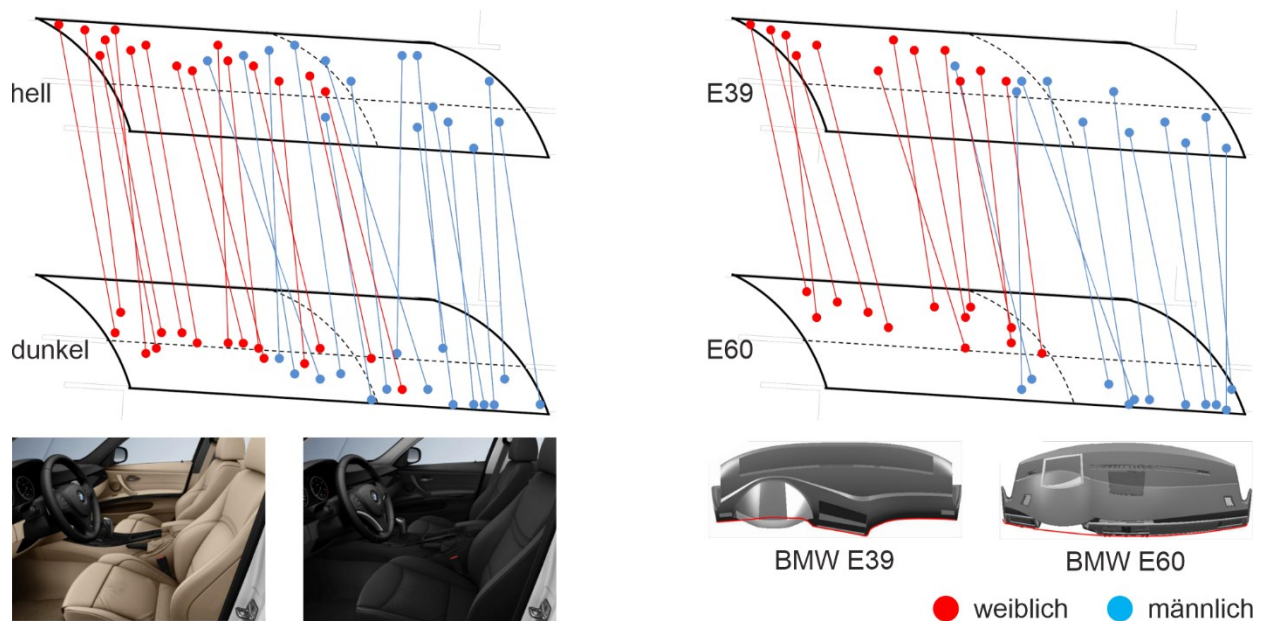 hell
dunkel
E39
E60
BMW E39
BMW E60
weiblich
männlich